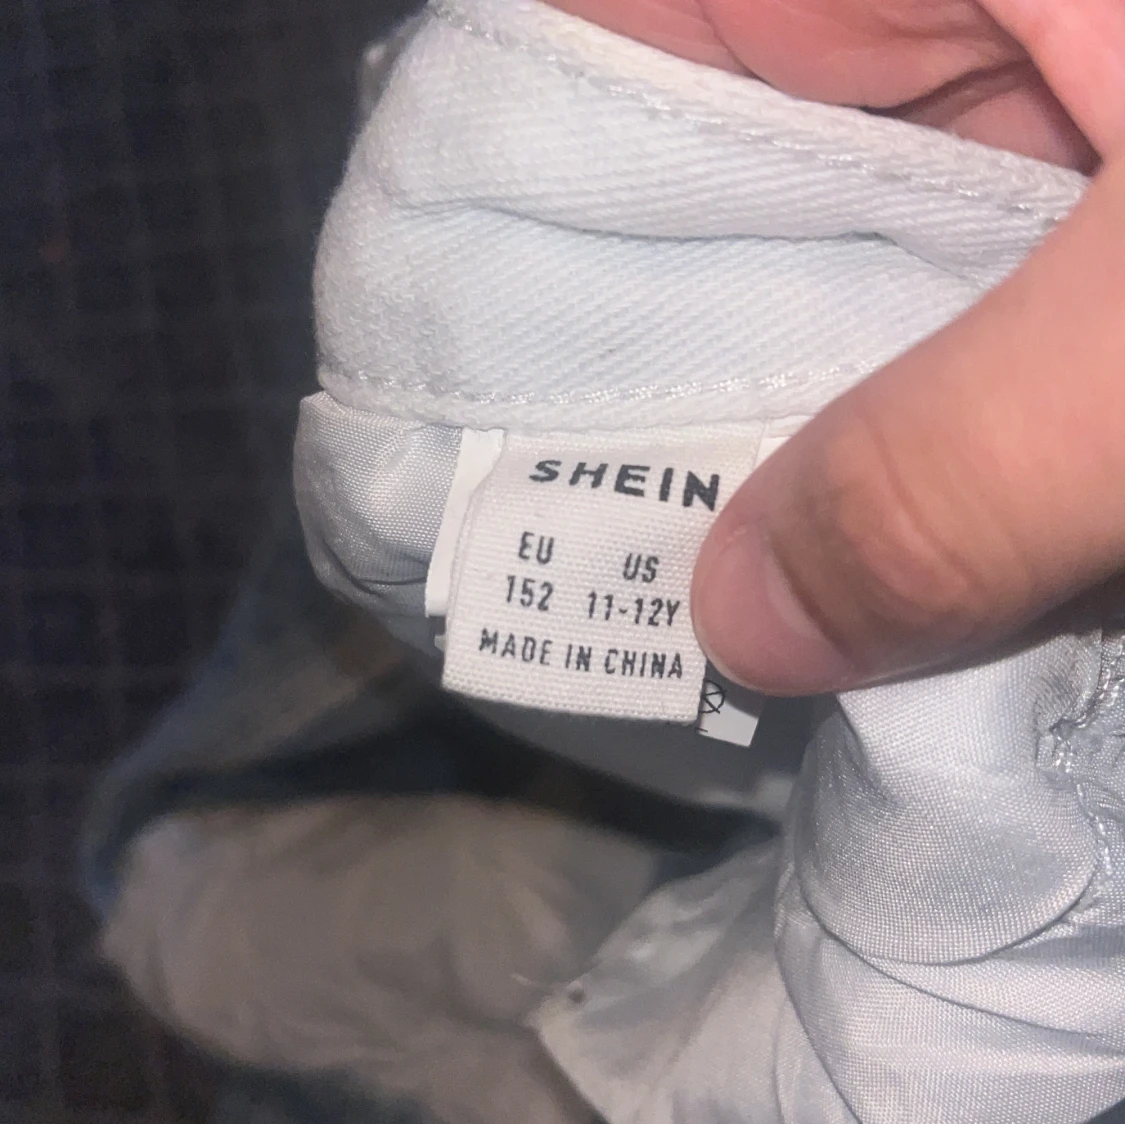 SHEIN
EU US
152 11-12Y
MADE IN CHINA